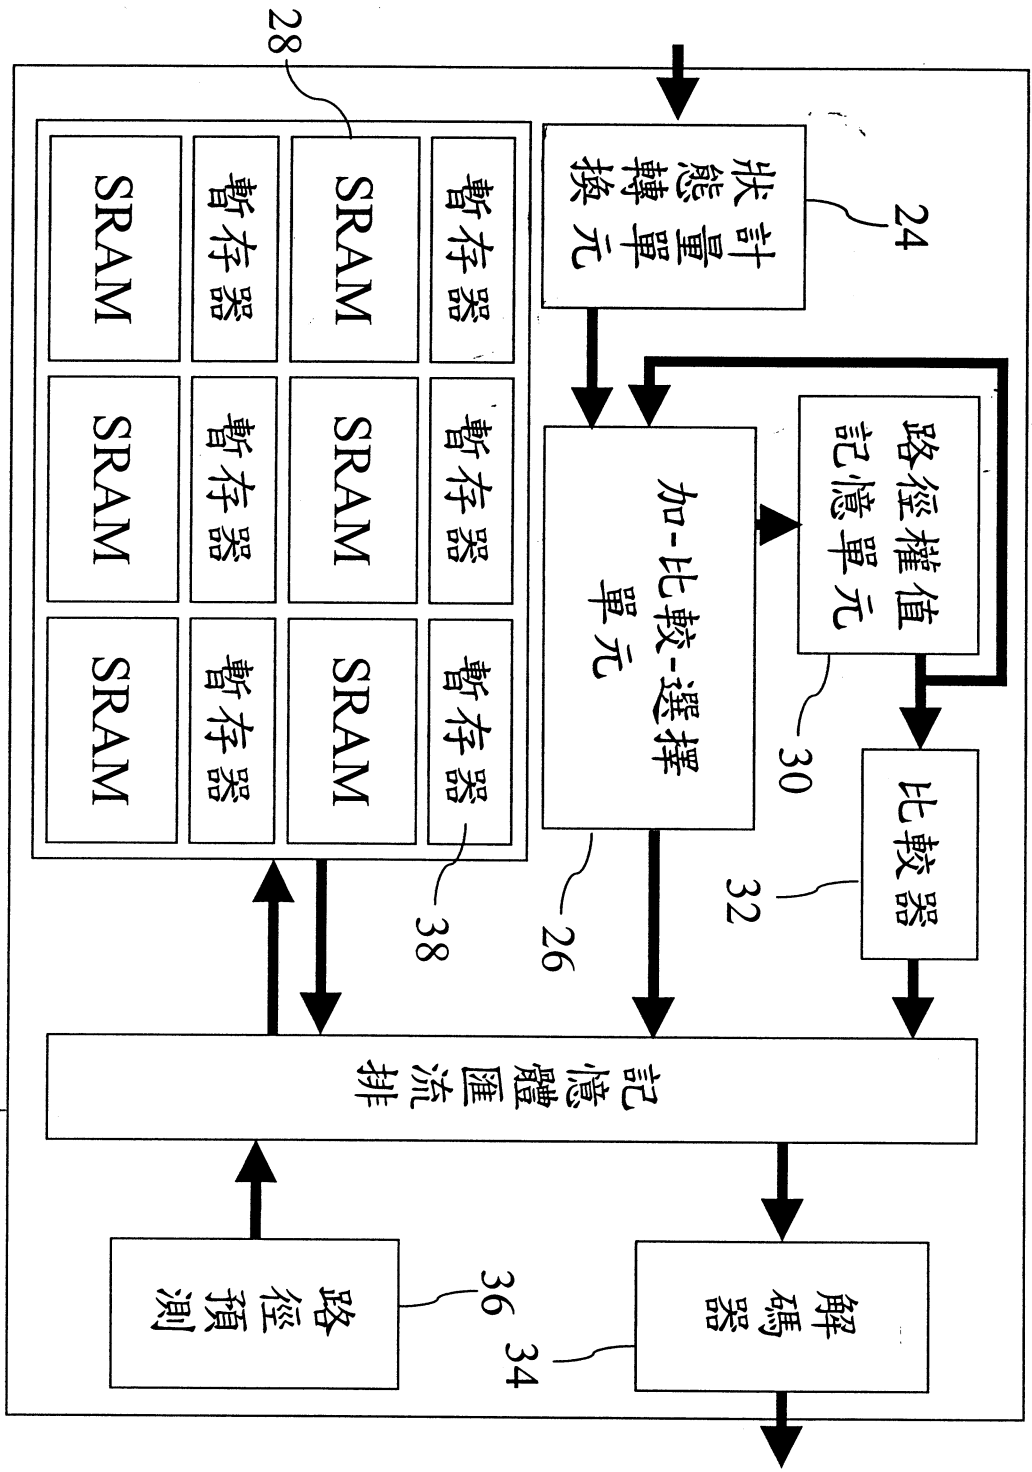 24
狀態轉換
計量單元
路徑權值
記憶單元
30
比較器
32
加-比較-選擇
單元
26
28
暫存器
暫存器
暫存器
38
SRAM
SRAM
SRAM
暫存器
暫存器
暫存器
SRAM
SRAM
SRAM
記憶體匯流排
解碼器
34
路徑預測
36